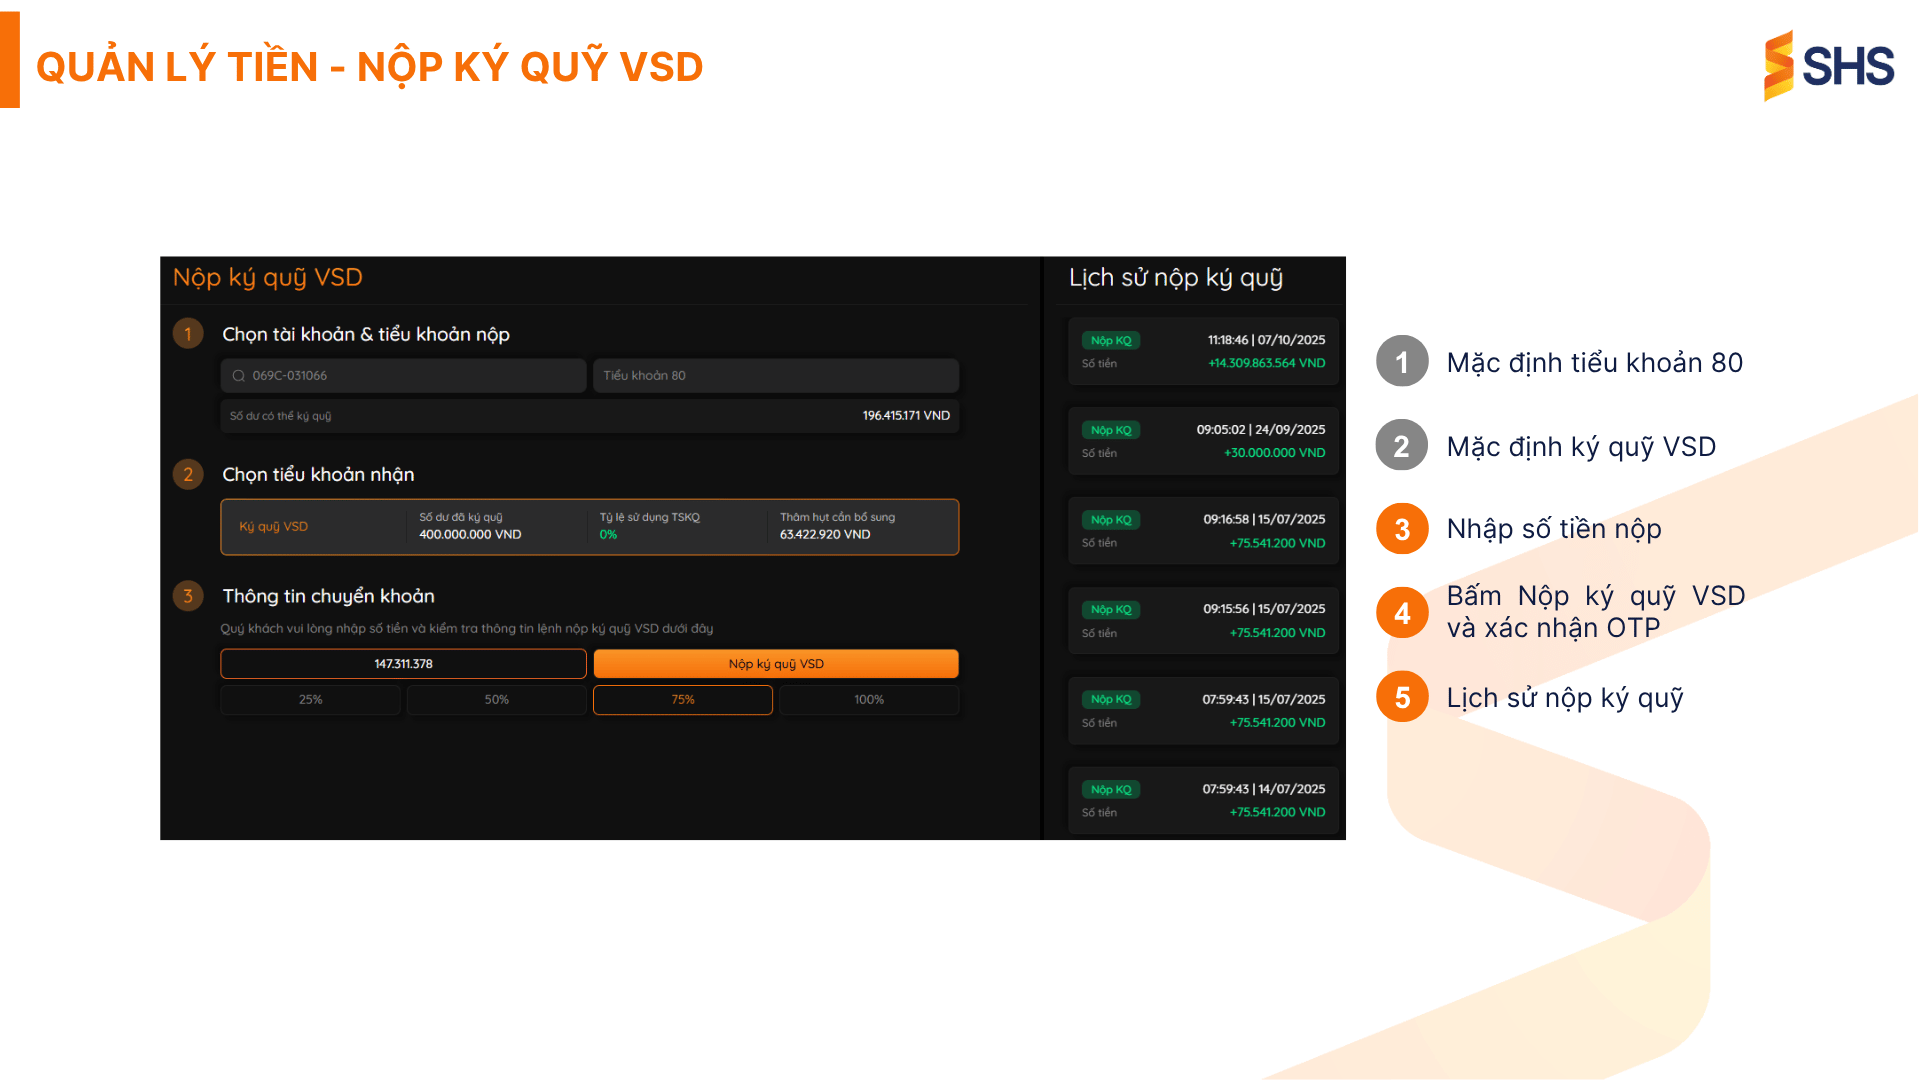 QUẢN LÝ TIỀN - NỘP KÝ QUỸ VSD
SHS
Nộp ký quỹ VSD
1 Chọn tài khoản & tiểu khoản nộp
069C-031066 Tiểu khoản 80
Số dư có thể ký quỹ 196.415.171 VND
2 Chọn tiểu khoản nhận
Ký quỹ VSD
Số dư đã ký quỹ
400.000.000 VND
Tỷ lệ sử dụng TSKQ
0%
Thâm hụt cần bổ sung
63.422.920 VND
3 Thông tin chuyển khoản
Quý khách vui lòng nhập số tiền và kiểm tra thông tin lệnh nộp ký quỹ VSD dưới đây
147.311.378 Nộp ký quỹ VSD
25% 50% 75% 100%
Lịch sử nộp ký quỹ
Nộp KQ 11:18:46 | 07/10/2025
Số tiền +14.309.863.564 VND
Nộp KQ 09:05:02 | 24/09/2025
Số tiền +30.000.000 VND
Nộp KQ 09:16:58 | 15/07/2025
Số tiền +75.541.200 VND
Nộp KQ 09:15:56 | 15/07/2025
Số tiền +75.541.200 VND
Nộp KQ 07:59:43 | 15/07/2025
Số tiền +75.541.200 VND
Nộp KQ 07:59:43 | 14/07/2025
Số tiền +75.541.200 VND
1 Mặc định tiểu khoản 80
2 Mặc định ký quỹ VSD
3 Nhập số tiền nộp
4 Bấm Nộp ký quỹ VSD
và xác nhận OTP
5 Lịch sử nộp ký quỹ